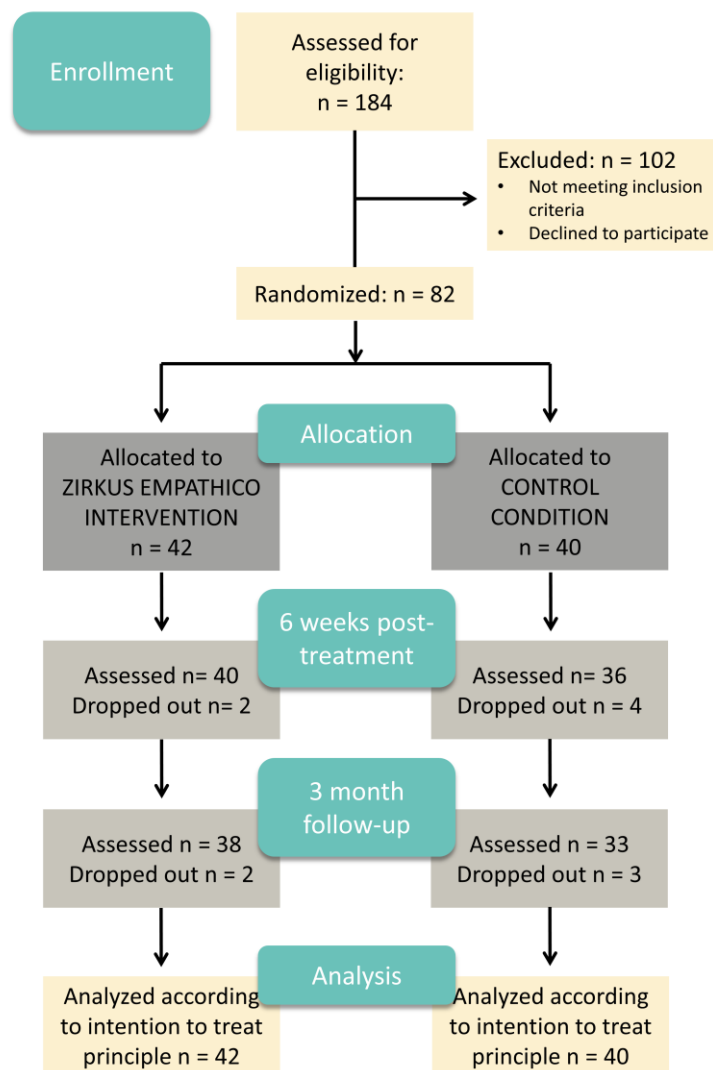 Enrollment
Assessed for
eligibility:
n = 184
Excluded: n = 102
• Not meeting inclusion
criteria
• Declined to participate
Randomized: n = 82
Allocation
Allocated to
ZIRKUS EMPATHICO
INTERVENTION
n = 42
Allocated to
CONTROL
CONDITION
n = 40
6 weeks post-
treatment
Assessed n= 40
Dropped out n= 2
Assessed n = 36
Dropped out n = 4
3 month
follow-up
Assessed n = 38
Dropped out n = 2
Assessed n = 33
Dropped out n = 3
Analysis
Analyzed according
to intention to treat
principle n = 42
Analyzed according
to intention to treat
principle n = 40